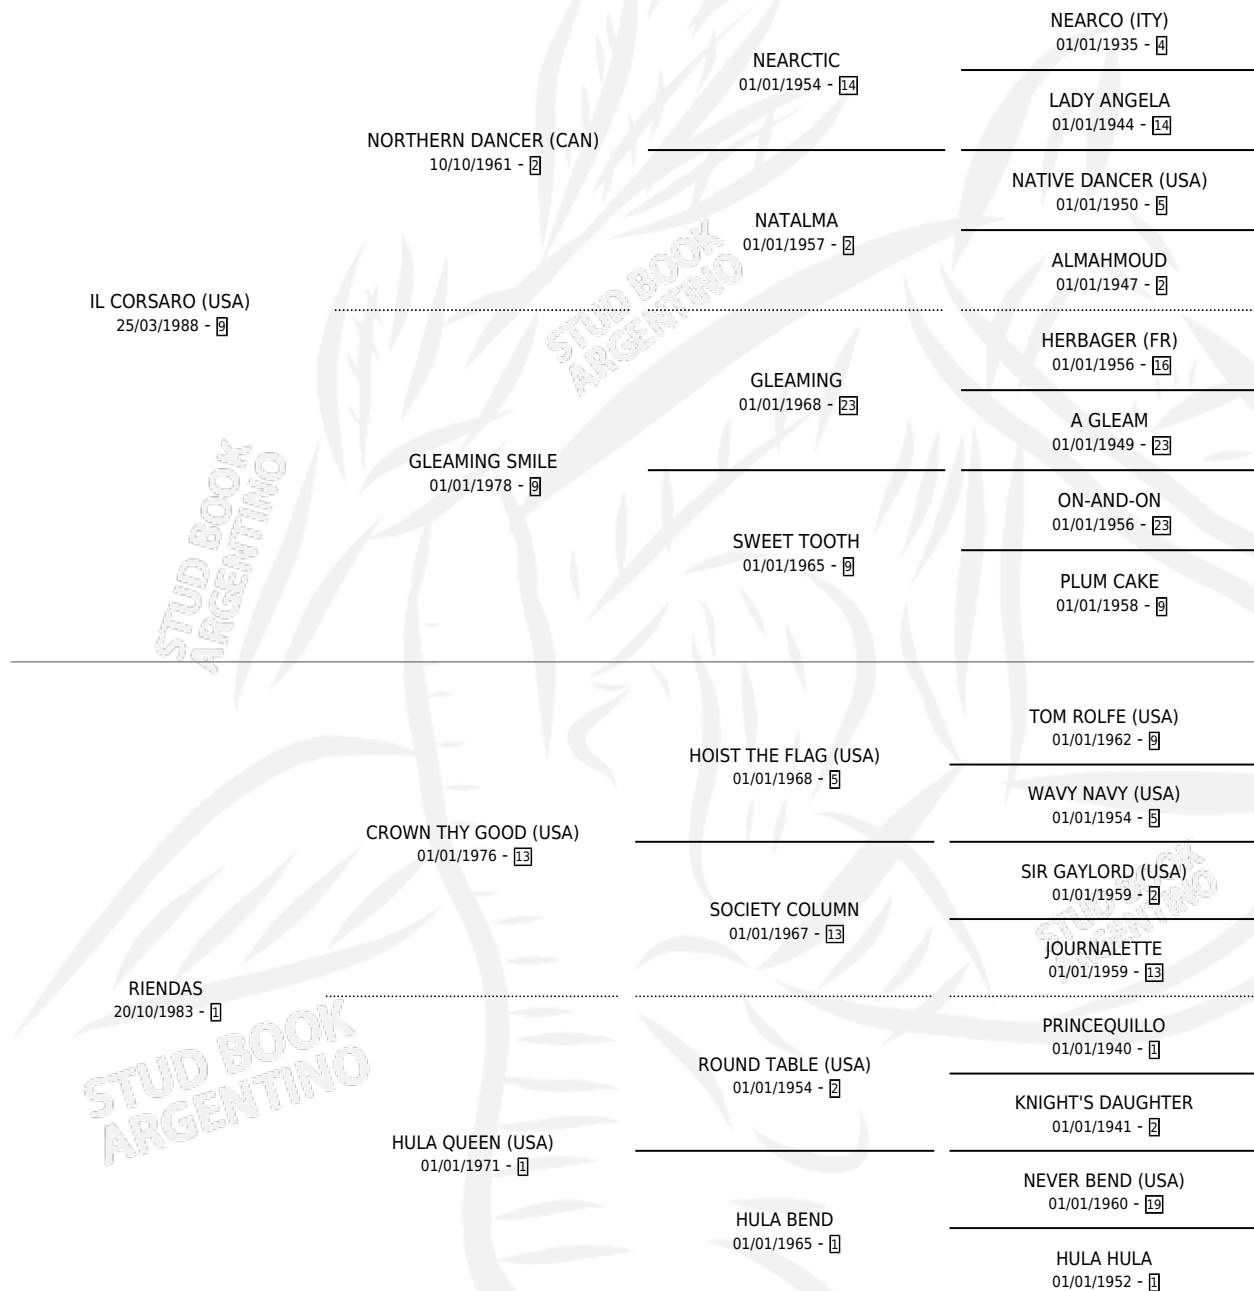 NEARCO (ITY)
01/01/1935 - 4
NEARCTIC
01/01/1954 - 14
LADY ANGELA
01/01/1944 - 14
NORTHERN DANCER (CAN)
10/10/1961 - 2
NATIVE DANCER (USA)
01/01/1950 - 5
NATALMA
01/01/1957 - 2
ALMAHMOUD
01/01/1947 - 2
IL CORSARO (USA)
25/03/1988 - 9
HERBAGER (FR)
01/01/1956 - 16
GLEAMING
01/01/1968 - 23
A GLEAM
01/01/1949 - 23
GLEAMING SMILE
01/01/1978 - 9
ON-AND-ON
01/01/1956 - 23
SWEET TOOTH
01/01/1965 - 9
PLUM CAKE
01/01/1958 - 9
STUD BOOK
ARGENTINO
STUD BOOK
ARGENTINO
TOM ROLFE (USA)
01/01/1962 - 9
HOIST THE FLAG (USA)
01/01/1968 - 5
WAVY NAVY (USA)
01/01/1954 - 5
CROWN THY GOOD (USA)
01/01/1976 - 13
SIR GAYLORD (USA)
01/01/1959 - 2
SOCIETY COLUMN
01/01/1967 - 13
JOURNALETTE
01/01/1959 - 13
STUD BOOK
ARGENTINO
RIENDAS
20/10/1983 - 1
PRINCEQUILLO
01/01/1940 - 1
ROUND TABLE (USA)
01/01/1954 - 2
KNIGHT'S DAUGHTER
01/01/1941 - 2
STUD BOOK
ARGENTINO
HULA QUEEN (USA)
01/01/1971 - 1
NEVER BEND (USA)
01/01/1960 - 19
HULA BEND
01/01/1965 - 1
HULA HULA
01/01/1952 - 1